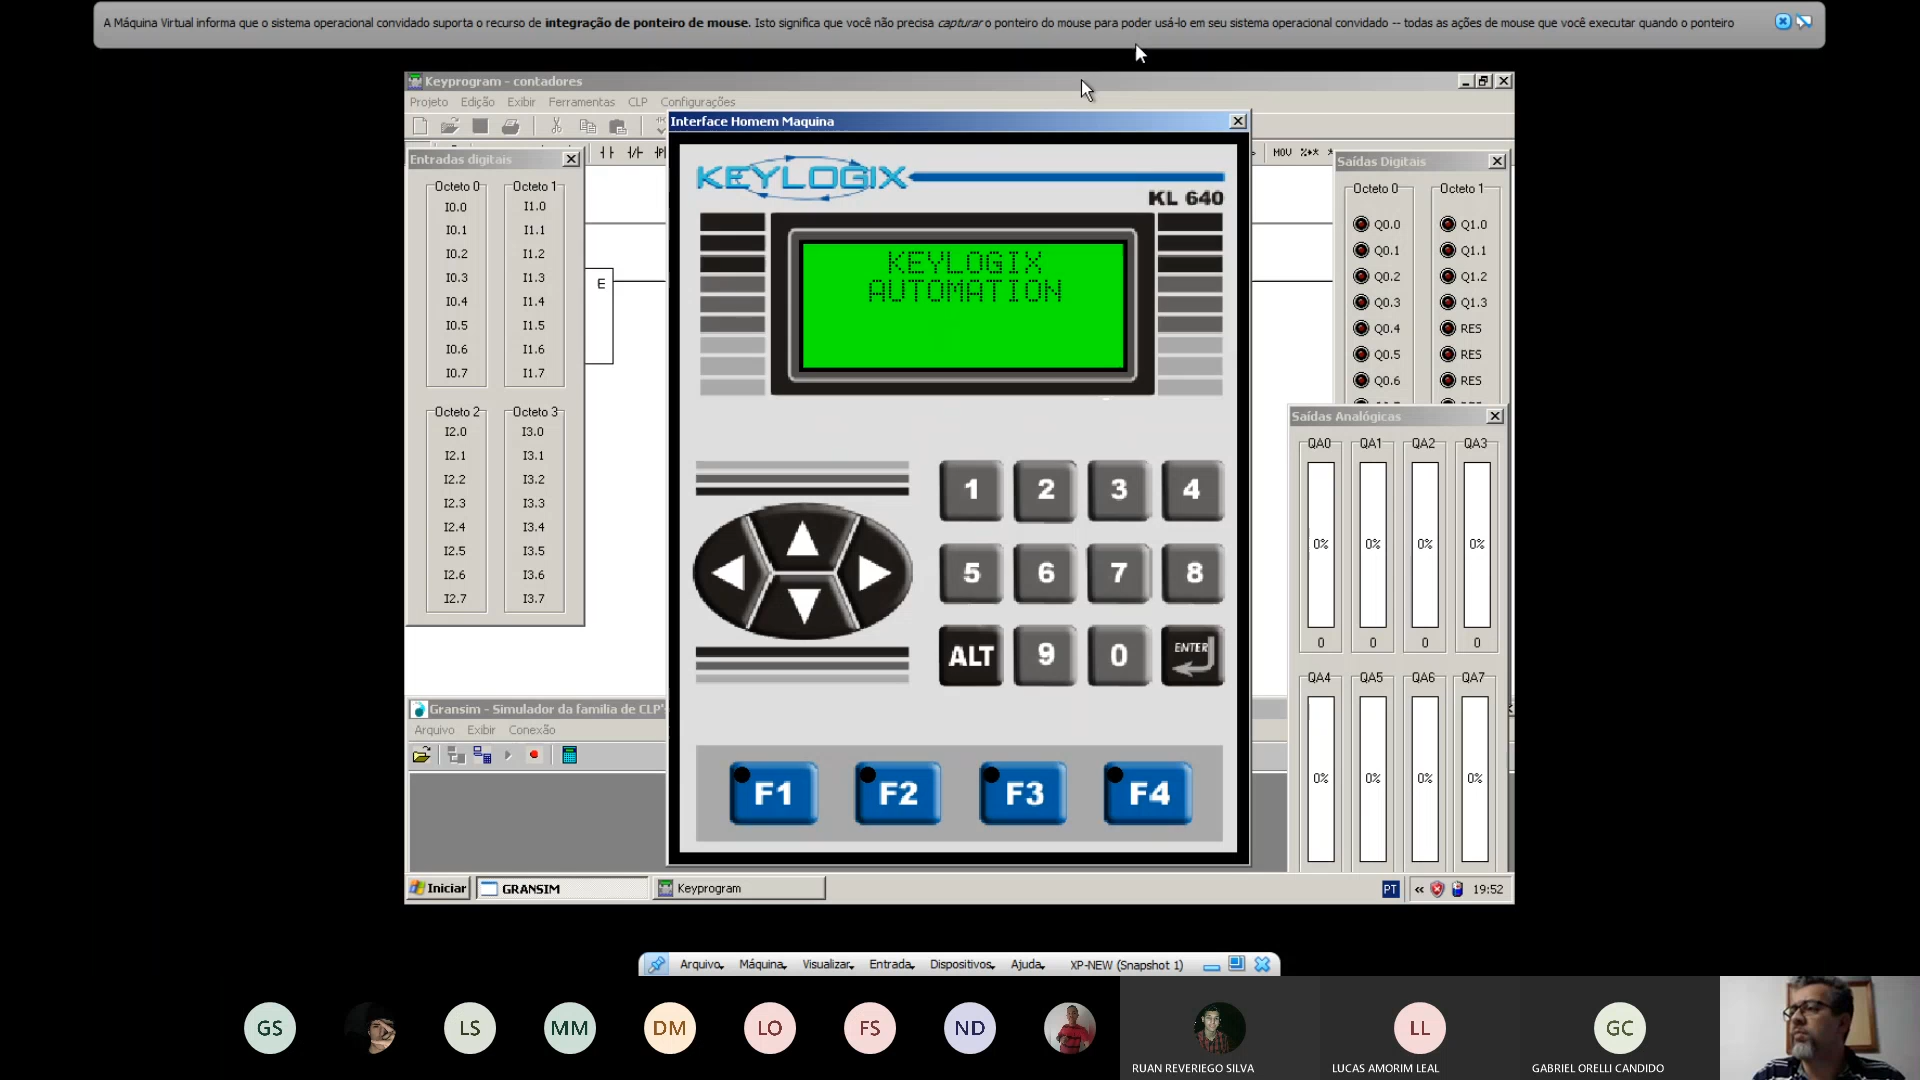 A Máquina Virtual informa que o sistema operacional convidado suporta o recurso de integração de ponteiro de mouse. Isto significa que você não precisa capturar o ponteiro do mouse para poder usá-lo em seu sistema operacional convidado -- todas as ações de mouse que você executar quando o ponteiro
Keyprogram - contadores
Projeto Edição Exibir Ferramentas CLP Configurações
Interface Homem Maquina
MOV
Entradas digitais
Octeto 0 Octeto 1
I0.0 I1.0
I0.1 I1.1
I0.2 I1.2
I0.3 I1.3
I0.4 I1.4
I0.5 I1.5
I0.6 I1.6
I0.7 I1.7
Octeto 2 Octeto 3
I2.0 I3.0
I2.1 I3.1
I2.2 I3.2
I2.3 I3.3
I2.4 I3.4
I2.5 I3.5
I2.6 I3.6
I2.7 I3.7
E
KEYLOGIX
KL 640
KEYLOGIX
AUTOMATION
1 2 3 4
5 6 7 8
ALT 9 0 ENTER
F1 F2 F3 F4
Saídas Digitais
Octeto 0 Octeto 1
Q0.0 Q1.0
Q0.1 Q1.1
Q0.2 Q1.2
Q0.3 Q1.3
Q0.4 RES
Q0.5 RES
Q0.6 RES
Saídas Analógicas
QA0 QA1 QA2 QA3
0% 0% 0% 0%
0 0 0 0
QA4 QA5 QA6 QA7
0% 0% 0% 0%
Gransim - Simulador da família de CLP's
Arquivo Exibir Conexão
Iniciar GRANSIM Keyprogram PT « 19:52
Arquivo Máquina Visualizar Entrada Dispositivos Ajuda XP-NEW (Snapshot 1)
GS LS MM DM LO FS ND LL GC
RUAN REVERIEGO SILVA LUCAS AMORIM LEAL GABRIEL ORELLI CANDIDO